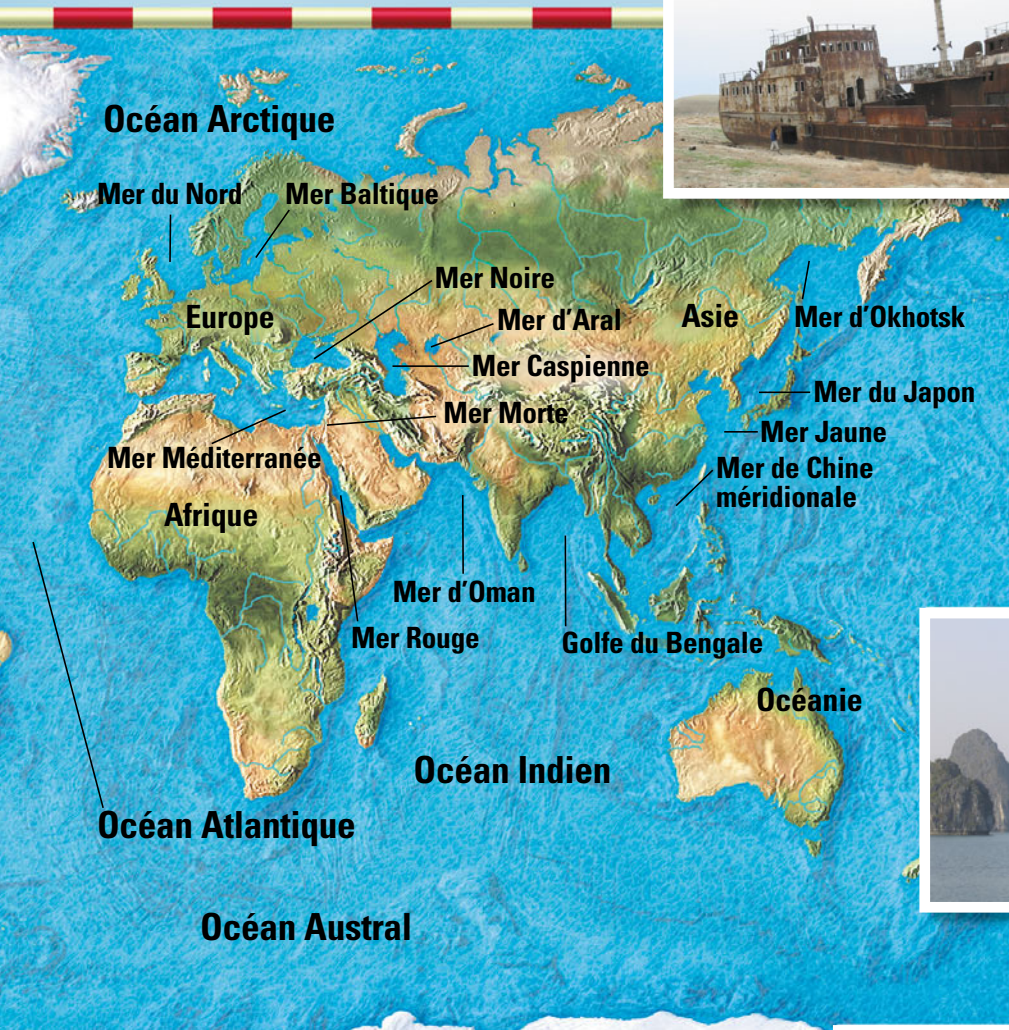 Océan Arctique
Mer du Nord
Mer Baltique
Mer Noire
Europe
Mer d'Aral
Asie
Mer d'Okhotsk
Mer Caspienne
Mer du Japon
Mer Morte
Mer Jaune
Mer Méditerranée
Mer de Chine
méridionale
Afrique
Mer d'Oman
Mer Rouge
Golfe du Bengale
Océanie
Océan Indien
Océan Atlantique
Océan Austral